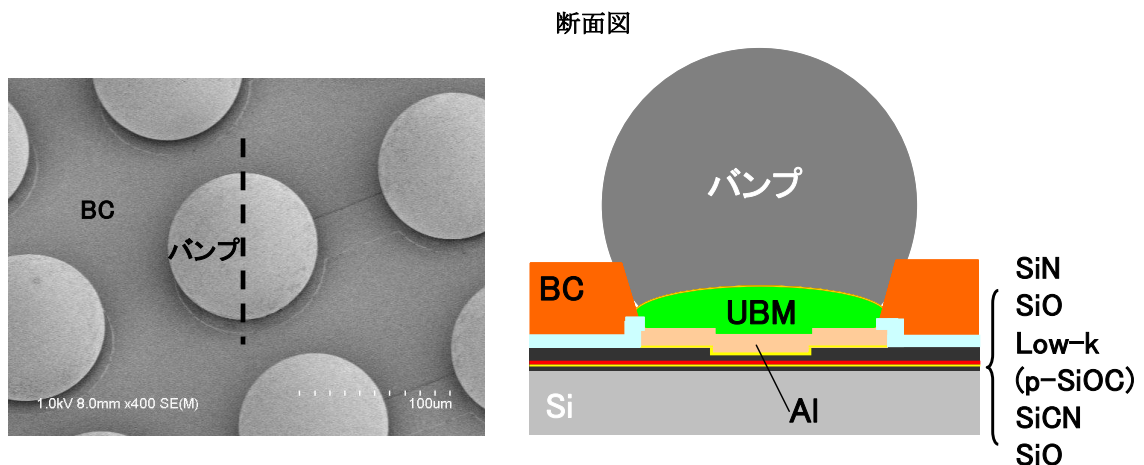 断面図
BC
バンプ
1.0kV 8.0mm x400 SE(M)
100um
バンプ
BC
UBM
Si
Al
SiN
SiO
Low-k
(p-SiOC)
SiCN
SiO